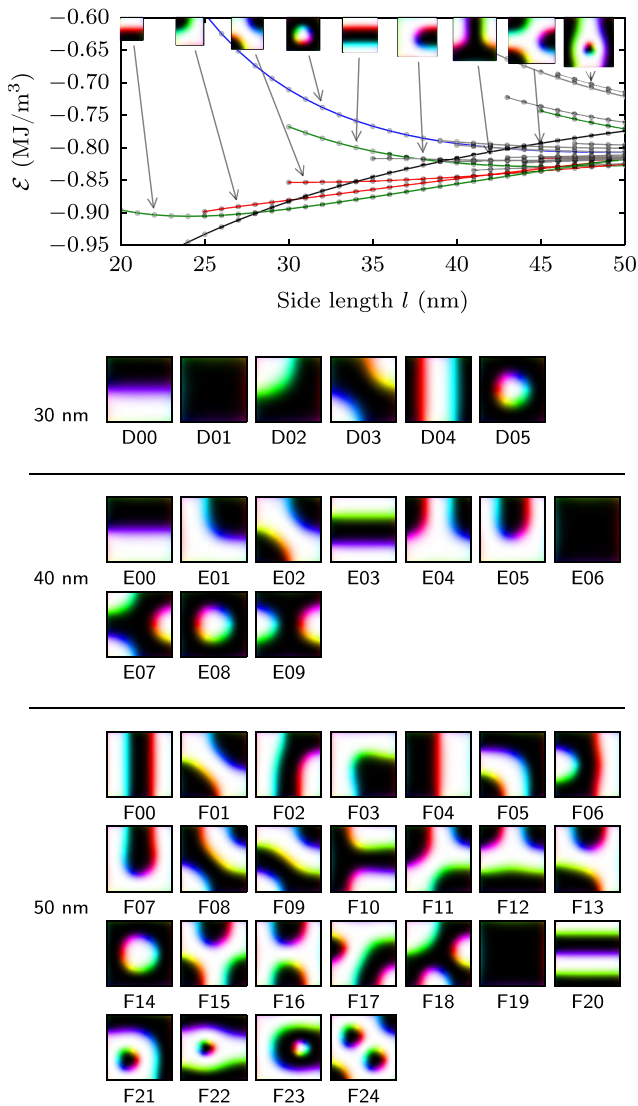 −0.60
−0.65
−0.70
−0.75
−0.80
−0.85
−0.90
−0.95
ℰ (MJ/m³)
20 25 30 35 40 45 50
Side length l (nm)
30 nm
D00 D01 D02 D03 D04 D05
40 nm
E00 E01 E02 E03 E04 E05 E06
E07 E08 E09
50 nm
F00 F01 F02 F03 F04 F05 F06
F07 F08 F09 F10 F11 F12 F13
F14 F15 F16 F17 F18 F19 F20
F21 F22 F23 F24